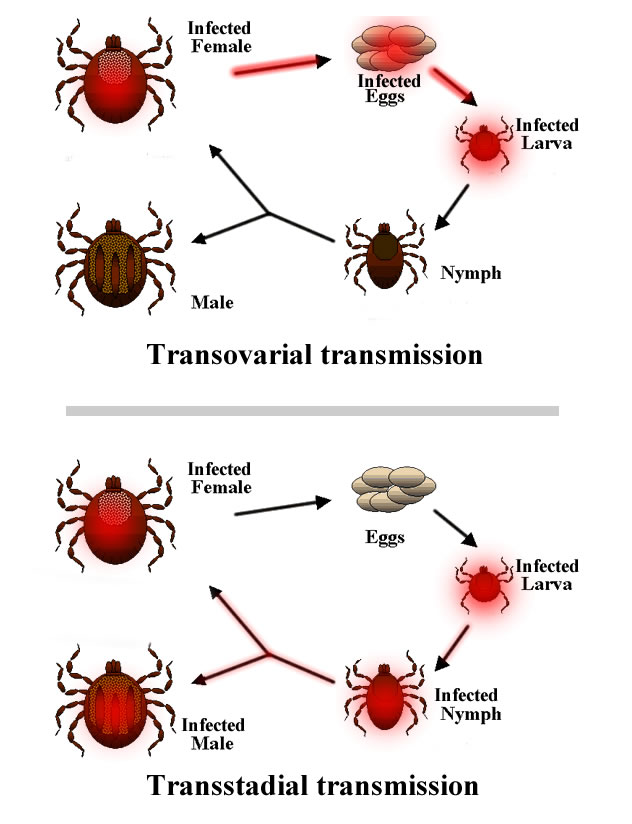 Infected
Female
Infected
Eggs
Infected
Larva
Nymph
Male
Transovarial transmission
Infected
Female
Eggs
Infected
Larva
Infected
Nymph
Infected
Male
Transstadial transmission